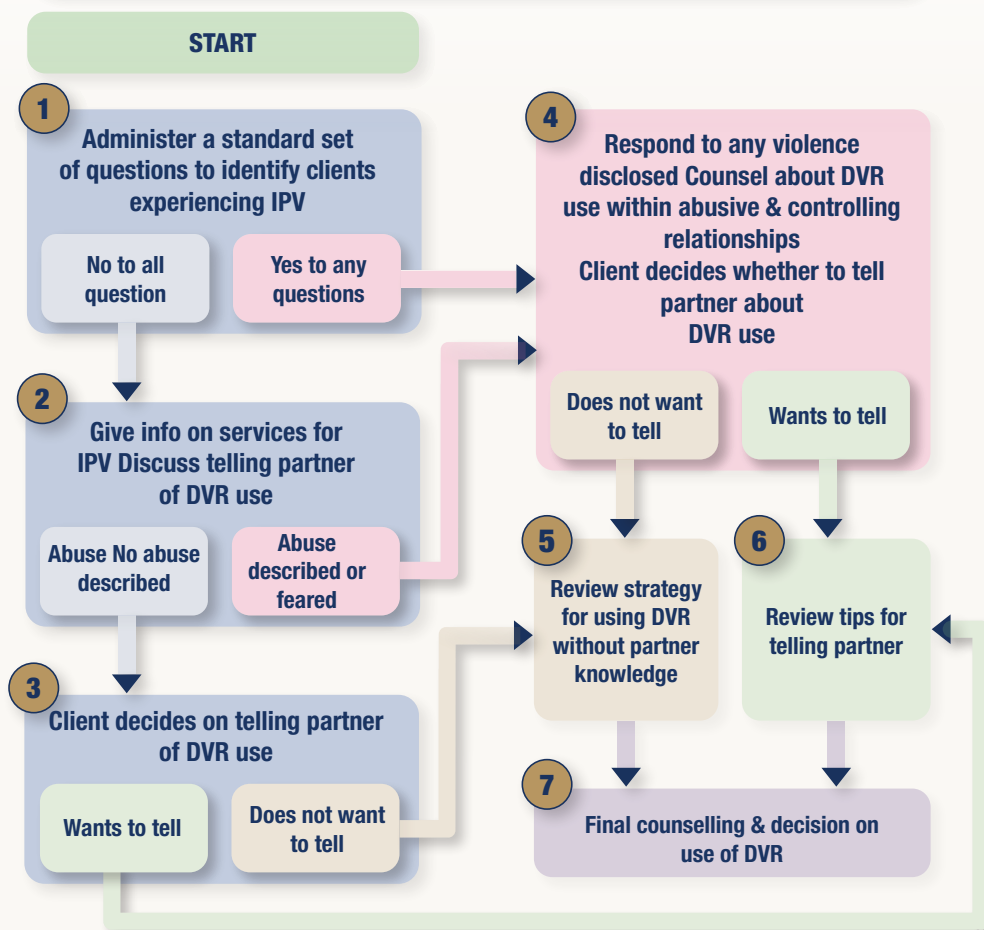 START
1
Administer a standard set
of questions to identify clients
experiencing IPV
No to all
question
Yes to any
questions
2
Give info on services for
IPV Discuss telling partner
of DVR use
Abuse No abuse
described
Abuse
described or
feared
3
Client decides on telling partner
of DVR use
Wants to tell
Does not want
to tell
4
Respond to any violence
disclosed Counsel about DVR
use within abusive & controlling
relationships
Client decides whether to tell
partner about
DVR use
Does not want
to tell
Wants to tell
5
Review strategy
for using DVR
without partner
knowledge
6
Review tips for
telling partner
7
Final counselling & decision on
use of DVR